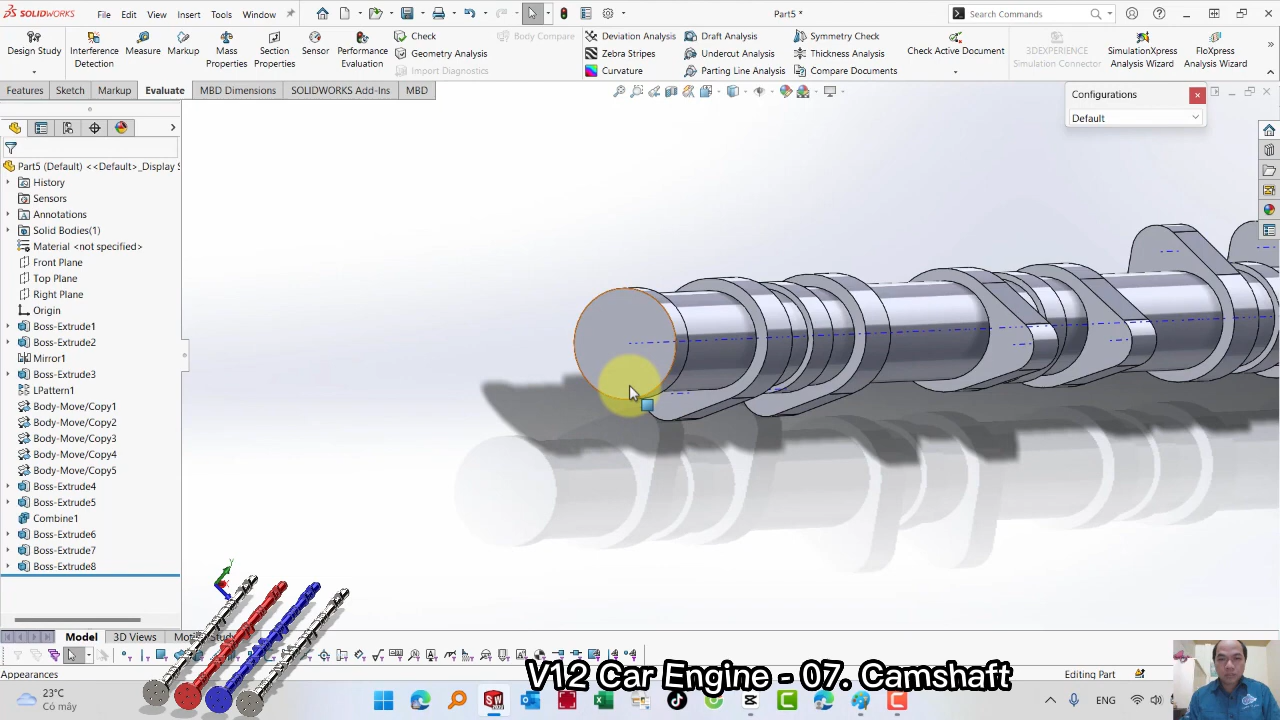 SOLIDWORKS File Edit View Insert Tools Window Part5 * Search Commands
Design Study Interference Detection Measure Markup Mass Properties Section Properties Sensor Performance Evaluation Check Geometry Analysis Import Diagnostics Body Compare Deviation Analysis Zebra Stripes Curvature Draft Analysis Undercut Analysis Parting Line Analysis Symmetry Check Thickness Analysis Compare Documents Check Active Document 3DEXPERIENCE Simulation Connector SimulationXpress Analysis Wizard FloXpress Analysis Wizard
Features Sketch Markup Evaluate MBD Dimensions SOLIDWORKS Add-Ins MBD
Configurations
Default
Part5 (Default) <<Default>_Display S
History
Sensors
Annotations
Solid Bodies(1)
Material <not specified>
Front Plane
Top Plane
Right Plane
Origin
Boss-Extrude1
Boss-Extrude2
Mirror1
Boss-Extrude3
LPattern1
Body-Move/Copy1
Body-Move/Copy2
Body-Move/Copy3
Body-Move/Copy4
Body-Move/Copy5
Boss-Extrude4
Boss-Extrude5
Combine1
Boss-Extrude6
Boss-Extrude7
Boss-Extrude8
Model 3D Views Study
Appearances Editing Part
V12 Car Engine - 07. Camshaft
23°C
Có mây
ENG